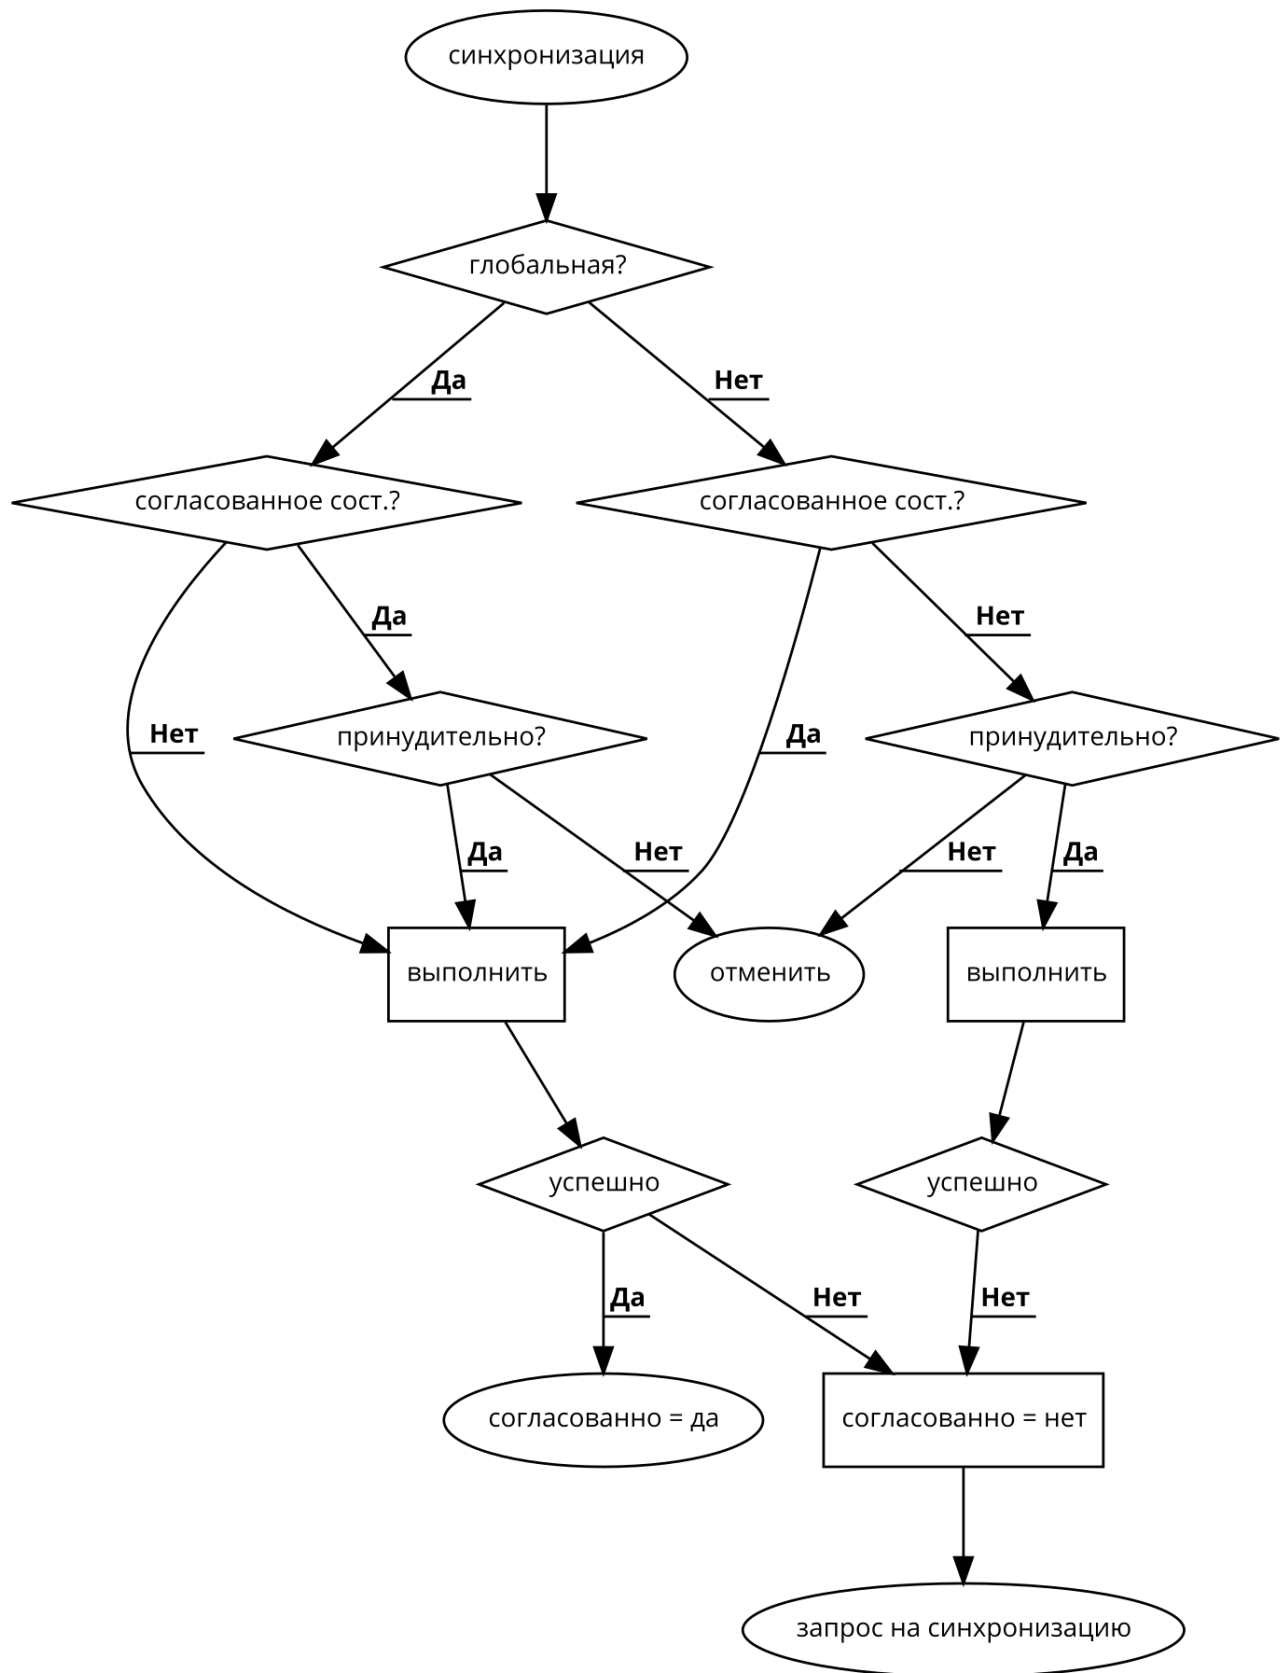 синхронизация
глобальная?
Да
Нет
согласованное сост.?
согласованное сост.?
Да
Нет
Нет
принудительно?
Да
принудительно?
Да
Нет
Нет
Да
выполнить
отменить
выполнить
успешно
успешно
Да
Нет
Нет
согласованно = да
согласованно = нет
запрос на синхронизацию